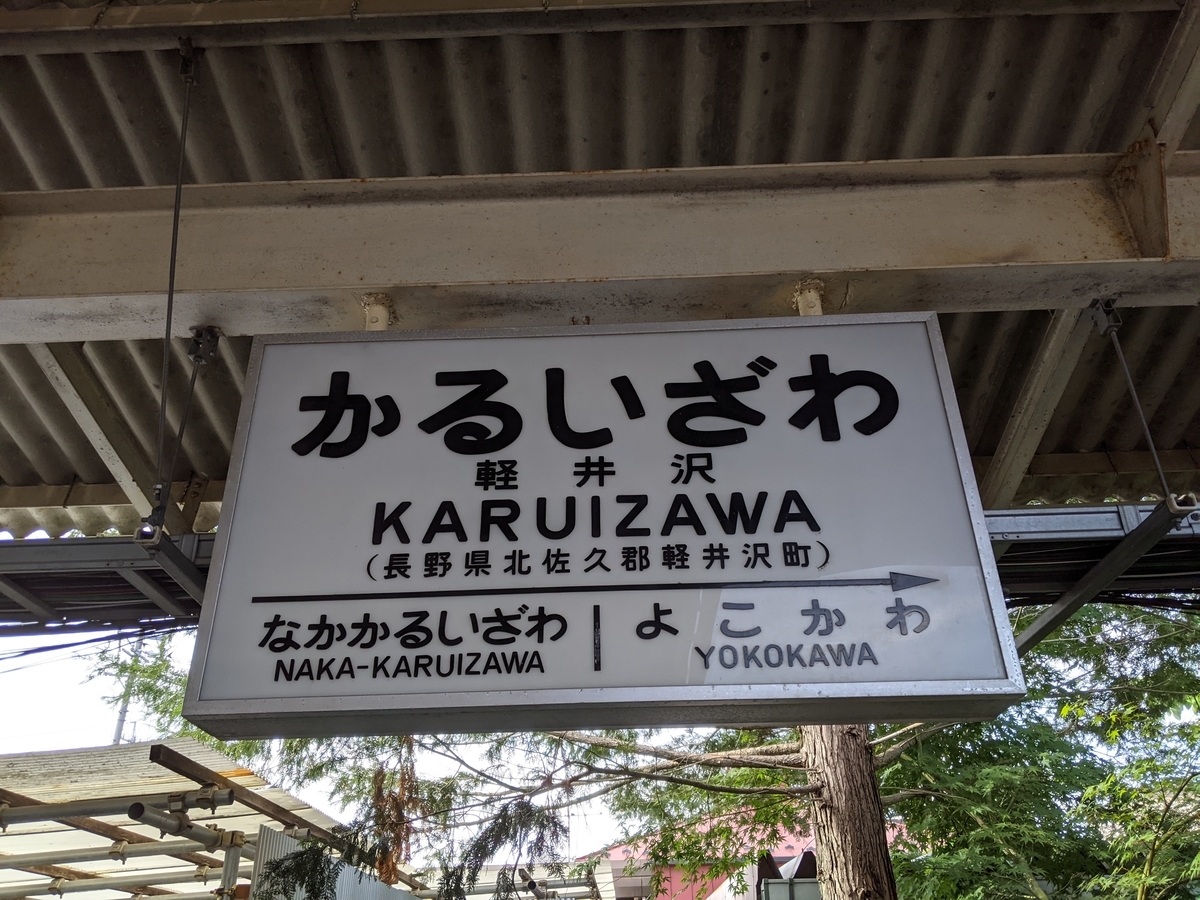 かるいざわ
軽井沢
KARUIZAWA
(長野県北佐久郡軽井沢町)
なかかるいざわ | よこかわ
NAKA-KARUIZAWA YOKOKAWA